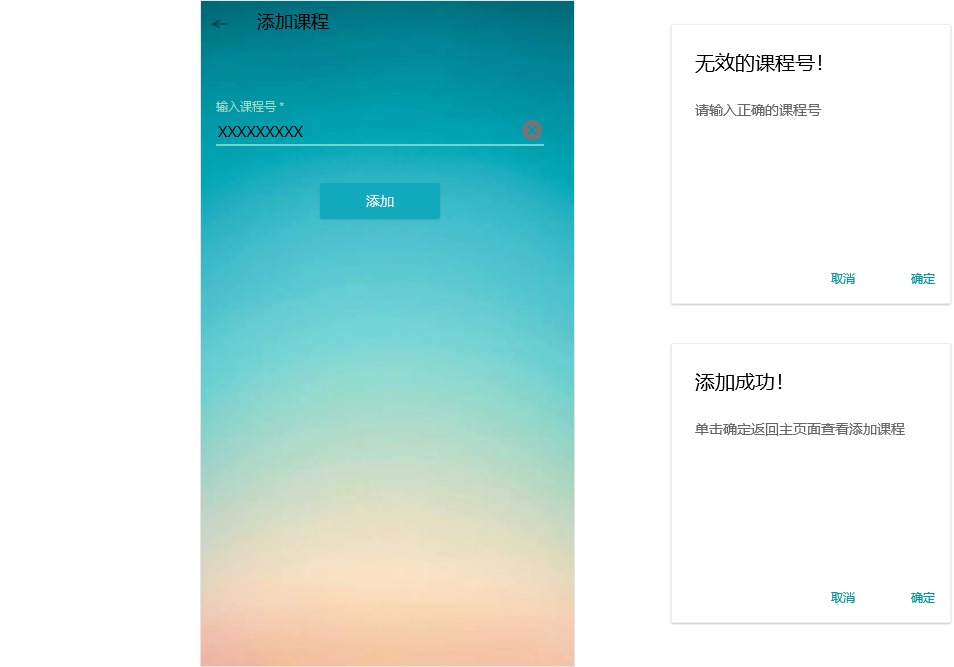 添加课程
输入课程号 *
XXXXXXXXX
添加
无效的课程号！
请输入正确的课程号
取消 确定
添加成功！
单击确定返回主页面查看添加课程
取消 确定